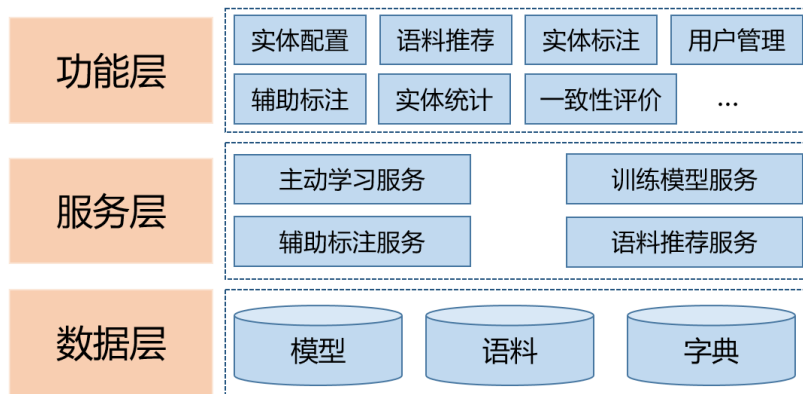 功能层
实体配置 语料推荐 实体标注 用户管理
辅助标注 实体统计 一致性评价 ...
服务层
主动学习服务 训练模型服务
辅助标注服务 语料推荐服务
数据层
模型 语料 字典